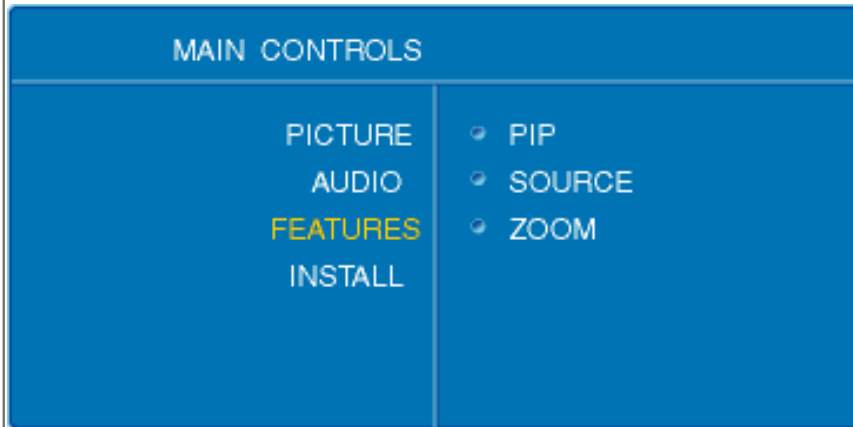 MAIN CONTROLS
PICTURE
AUDIO
FEATURES
INSTALL
PIP
SOURCE
ZOOM